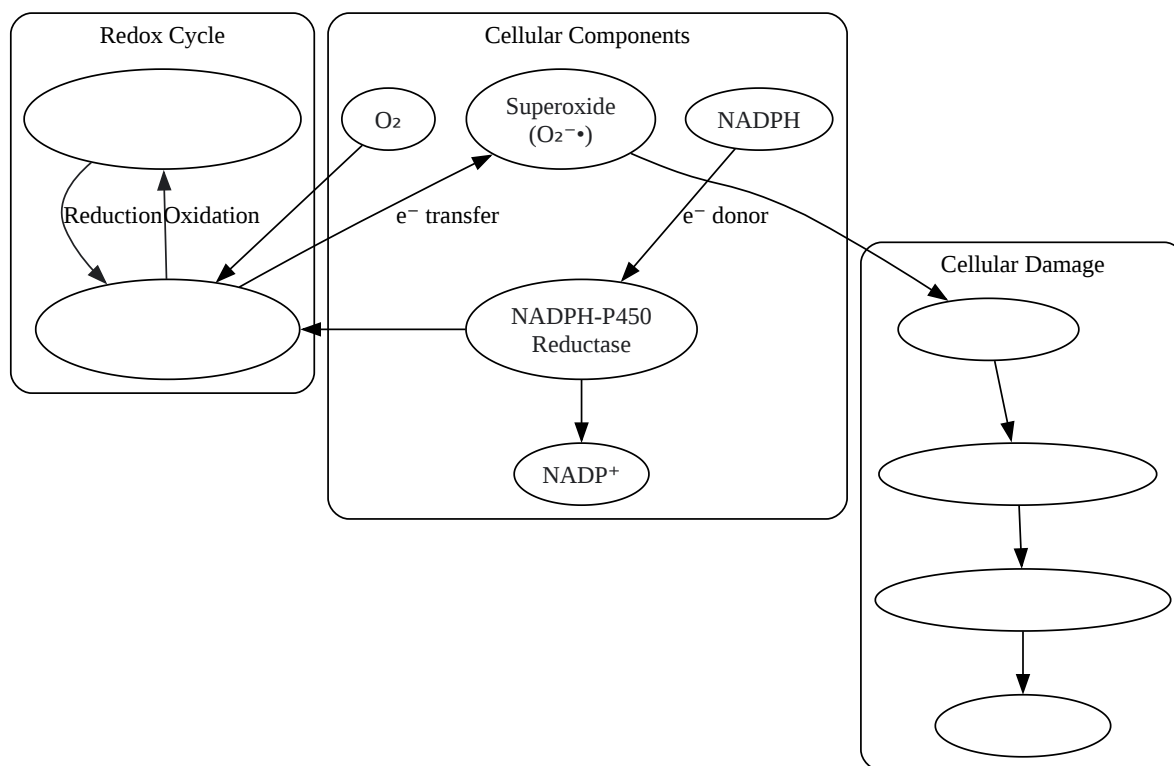 Redox Cycle
Cellular Components
O₂
Superoxide
(O₂⁻•)
NADPH
Reduction
Oxidation
e⁻ transfer
e⁻ donor
NADPH-P450
Reductase
NADP⁺
Cellular Damage